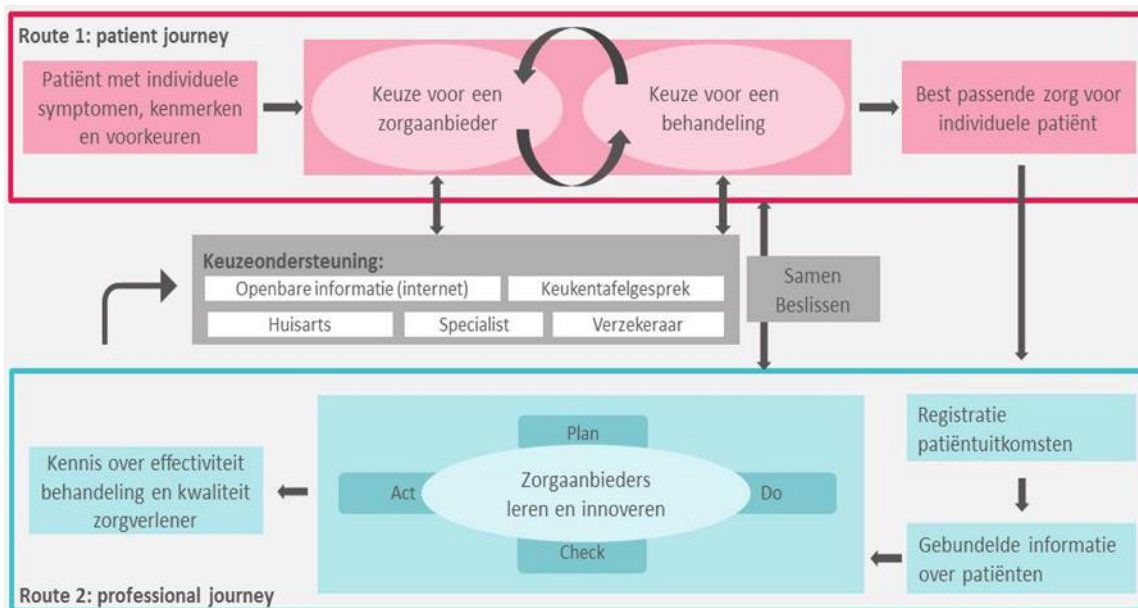 Route 1: patient journey
Patiënt met individuele
symptomen, kenmerken
en voorkeuren
Keuze voor een
zorgaanbieder
Keuze voor een
behandeling
Best passende zorg voor
individuele patiënt
Keuzeondersteuning:
Openbare informatie (internet)
Keukentafelgesprek
Huisarts
Specialist
Verzekeraar
Samen
Beslissen
Registratie
patiëntuitkomsten
Gebundelde informatie
over patiënten
Plan
Act
Zorgaanbieders
leren en innoveren
Do
Check
Kennis over effectiviteit
behandeling en kwaliteit
zorgverlener
Route 2: professional journey